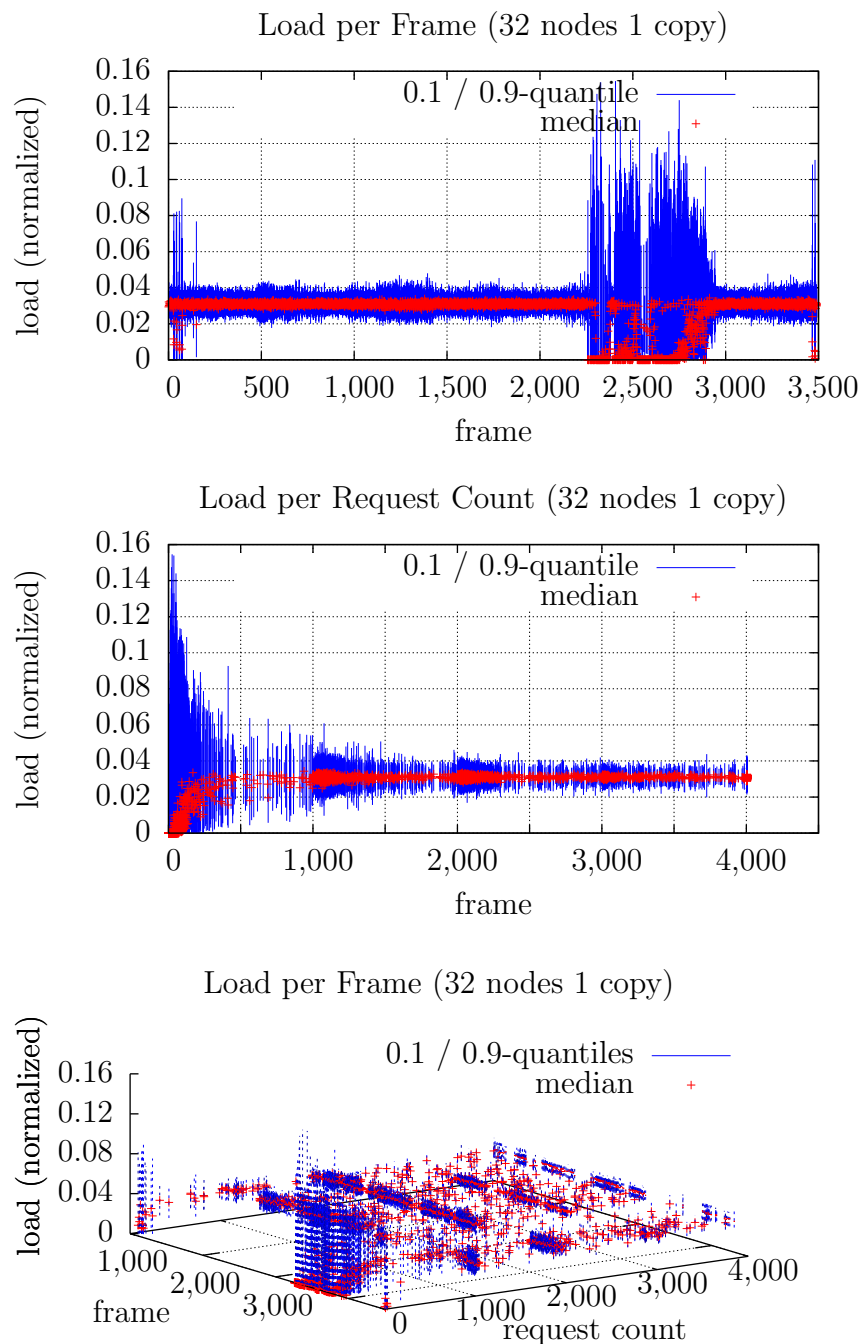 Load per Frame (32 nodes 1 copy)
0.16
0.14
0.12
0.1
0.08
0.06
0.04
0.02
0
load (normalized)
0.1 / 0.9-quantile
median
0 500 1,000 1,500 2,000 2,500 3,000 3,500
frame
Load per Request Count (32 nodes 1 copy)
0.16
0.14
0.12
0.1
0.08
0.06
0.04
0.02
0
load (normalized)
0.1 / 0.9-quantile
median
0 1,000 2,000 3,000 4,000
frame
Load per Frame (32 nodes 1 copy)
0.1 / 0.9-quantiles
median
load (normalized)
0.16
0.12
0.08
0.04
0
1,000 2,000 3,000
frame
0 1,000 2,000 3,000 4,000
request count